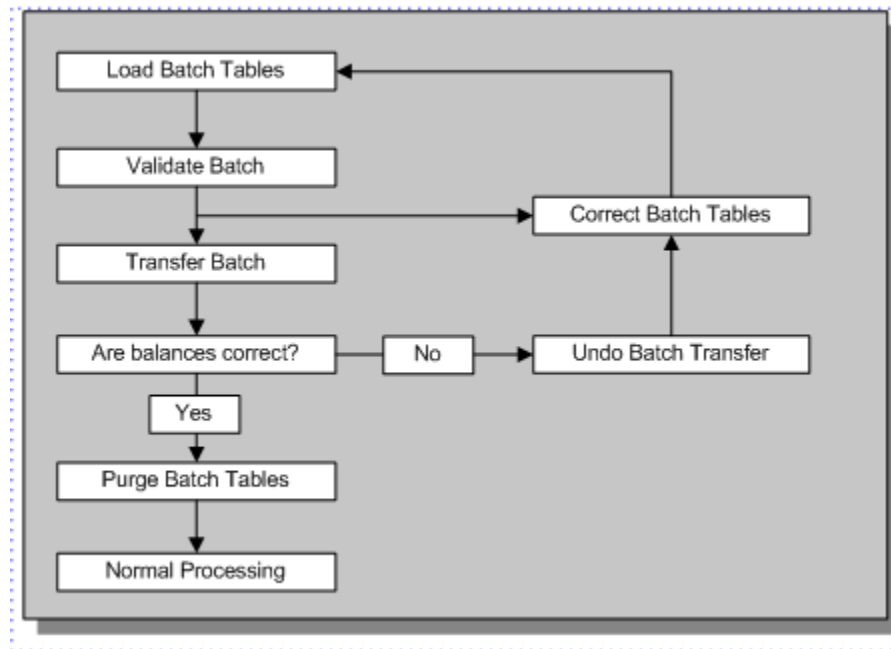 Load Batch Tables
Validate Batch
Correct Batch Tables
Transfer Batch
Are balances correct?
No
Undo Batch Transfer
Yes
Purge Batch Tables
Normal Processing